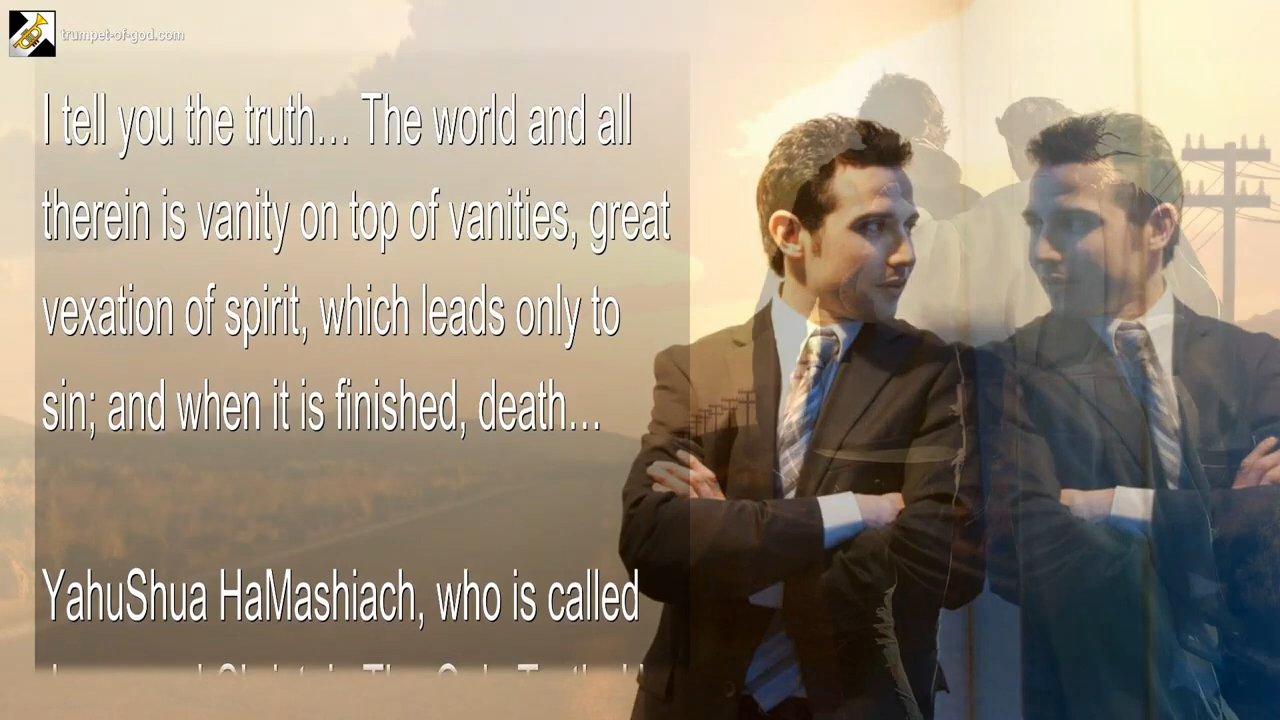 trumpet-of-god.com
I tell you the truth… The world and all
therein is vanity on top of vanities, great
vexation of spirit, which leads only to
sin; and when it is finished, death…
YahuShua HaMashiach, who is called